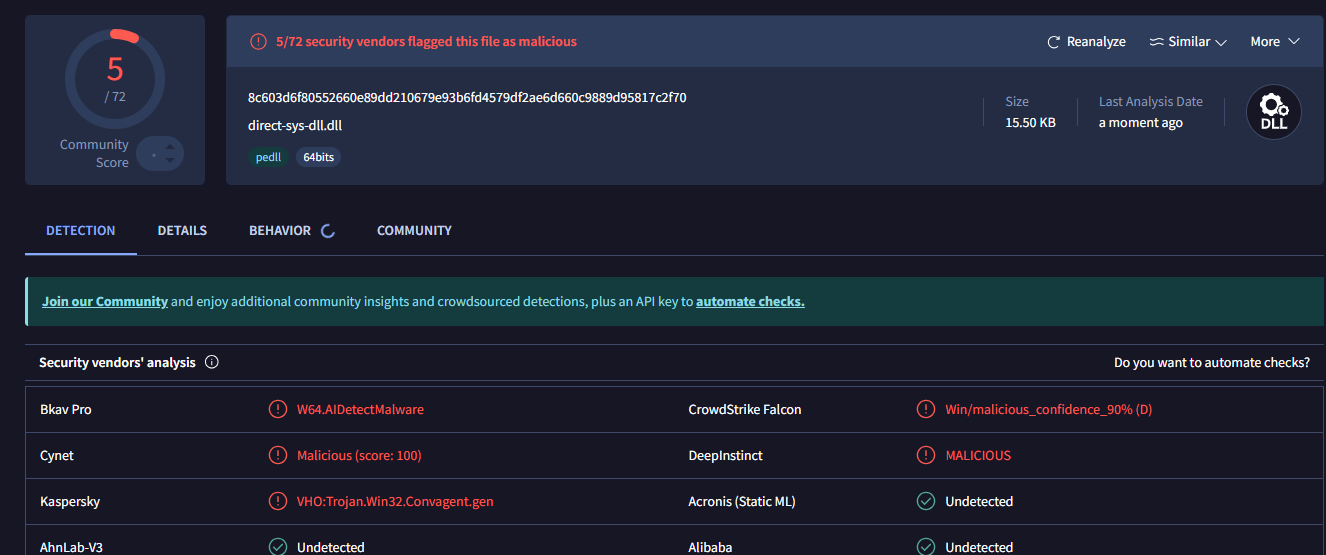 5
/ 72
Community
Score
5/72 security vendors flagged this file as malicious
Reanalyze
Similar
More
8c603d6f80552660e89dd210679e93b6fd4579df2ae6d660c9889d95817c2f70
direct-sys-dll.dll
pedll
64bits
Size
15.50 KB
Last Analysis Date
a moment ago
DLL
DETECTION
DETAILS
BEHAVIOR
COMMUNITY
Join our Community and enjoy additional community insights and crowdsourced detections, plus an API key to automate checks.
Security vendors' analysis
Do you want to automate checks?
Bkav Pro
W64.AIDetectMalware
CrowdStrike Falcon
Win/malicious_confidence_90% (D)
Cynet
Malicious (score: 100)
DeepInstinct
MALICIOUS
Kaspersky
VHO:Trojan.Win32.Convagent.gen
Acronis (Static ML)
Undetected
AhnLab-V3
Undetected
Alibaba
Undetected